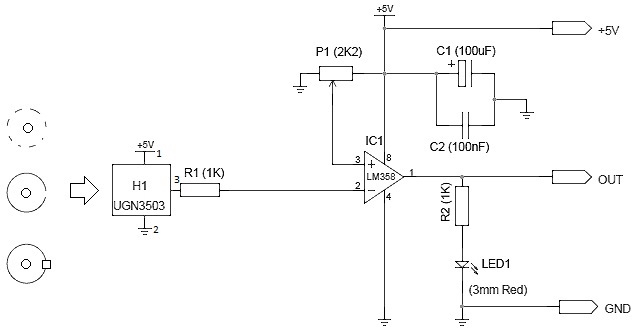 +5V
+5V
P1 (2K2)
C1 (100uF)
+
C2 (100nF)
IC1
+5V
1
H1
UGN3503
3
2
R1 (1K)
3
+
8
LM358
1
2
−
4
OUT
R2 (1K)
LED1
(3mm Red)
GND